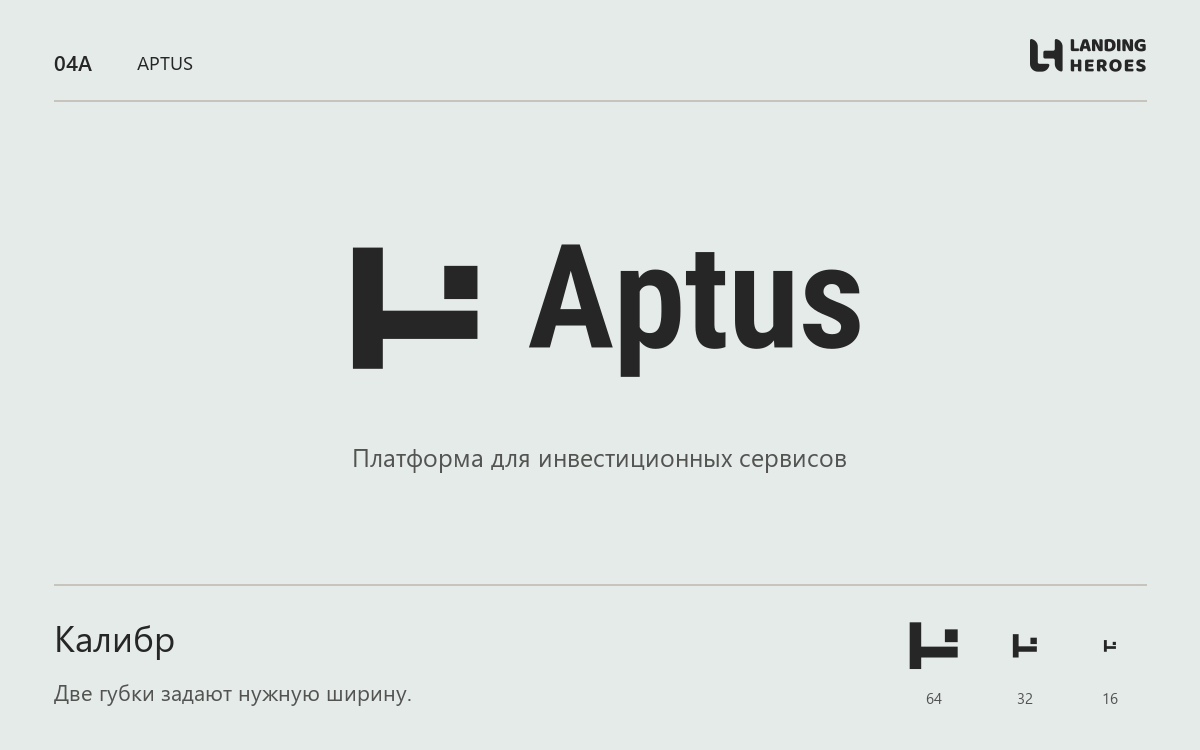 04A APTUS
LANDING
HEROES
Aptus
Платформа для инвестиционных сервисов
Калибр
Две губки задают нужную ширину.
64 32 16